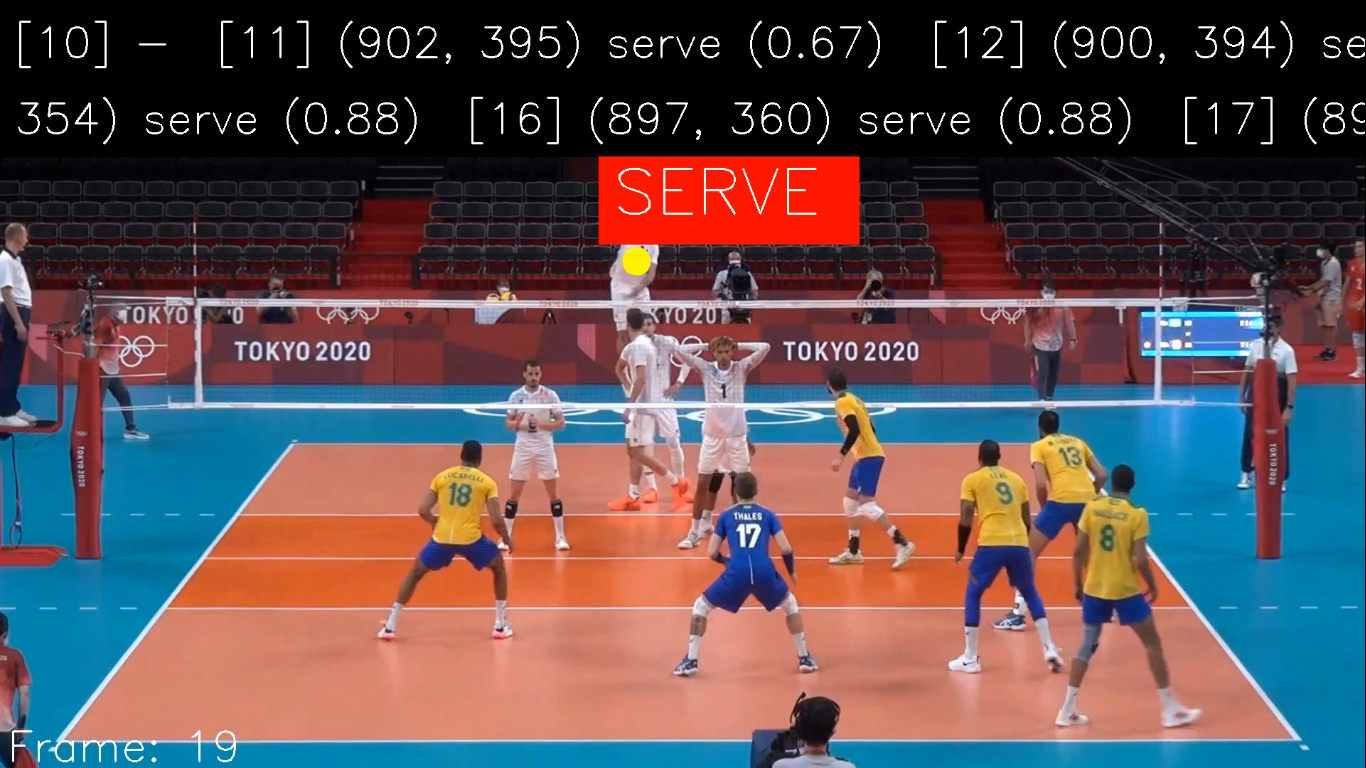 [10] – [11] (902, 395) serve (0.67) [12] (900, 394) se
354) serve (0.88) [16] (897, 360) serve (0.88) [17] (89
SERVE
TOKYO 2020
TOKYO 2020
TOKYO 2020
TOKYO 2020
1
13
9
18
THALES
17
8
Frame: 19